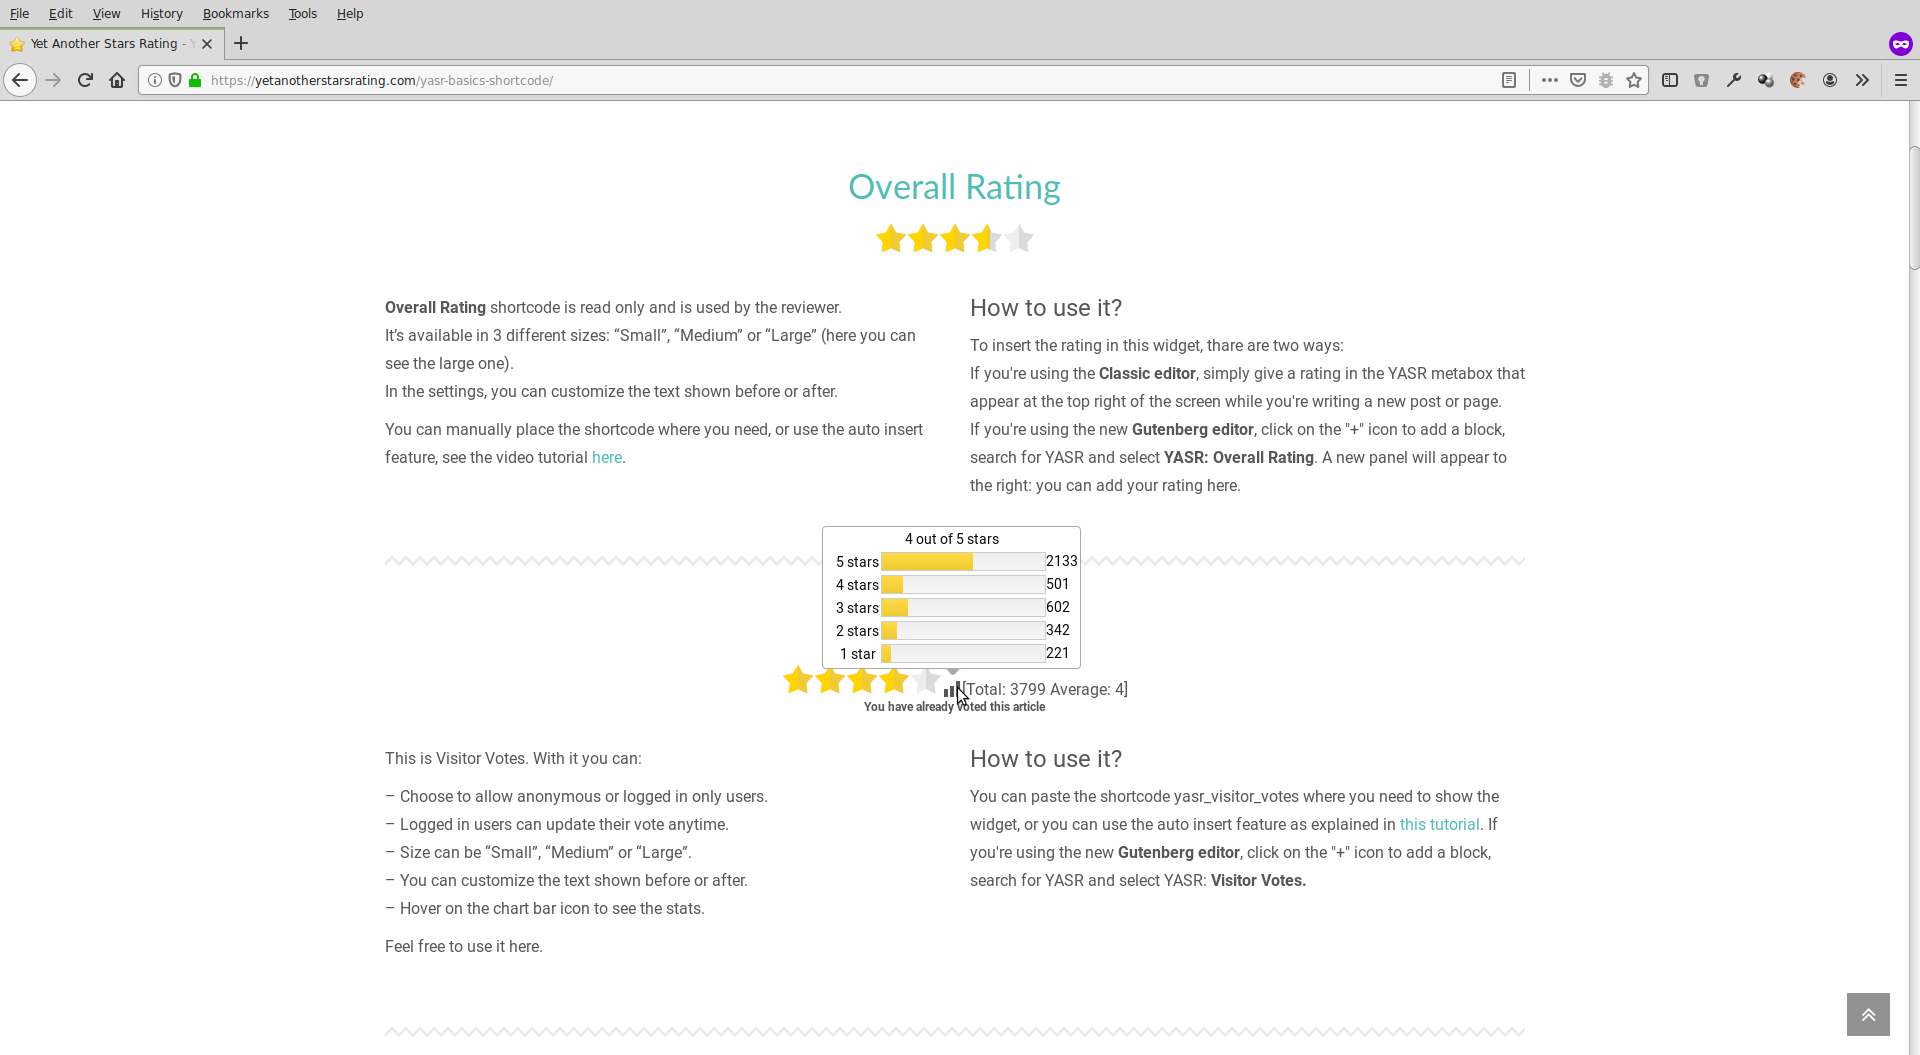 File Edit View History Bookmarks Tools Help
Yet Another Stars Rating -
https://yetanotherstarsrating.com/yasr-basics-shortcode/
Overall Rating
Overall Rating shortcode is read only and is used by the reviewer.
It’s available in 3 different sizes: “Small”, “Medium” or “Large” (here you can
see the large one).
In the settings, you can customize the text shown before or after.
You can manually place the shortcode where you need, or use the auto insert
feature, see the video tutorial here.
How to use it?
To insert the rating in this widget, thare are two ways:
If you're using the Classic editor, simply give a rating in the YASR metabox that
appear at the top right of the screen while you're writing a new post or page.
If you're using the new Gutenberg editor, click on the "+" icon to add a block,
search for YASR and select YASR: Overall Rating. A new panel will appear to
the right: you can add your rating here.
4 out of 5 stars
5 stars 2133
4 stars 501
3 stars 602
2 stars 342
1 star 221
[Total: 3799 Average: 4]
You have already voted this article
This is Visitor Votes. With it you can:
– Choose to allow anonymous or logged in only users.
– Logged in users can update their vote anytime.
– Size can be “Small”, “Medium” or “Large”.
– You can customize the text shown before or after.
– Hover on the chart bar icon to see the stats.
Feel free to use it here.
How to use it?
You can paste the shortcode yasr_visitor_votes where you need to show the
widget, or you can use the auto insert feature as explained in this tutorial. If
you're using the new Gutenberg editor, click on the "+" icon to add a block,
search for YASR and select YASR: Visitor Votes.